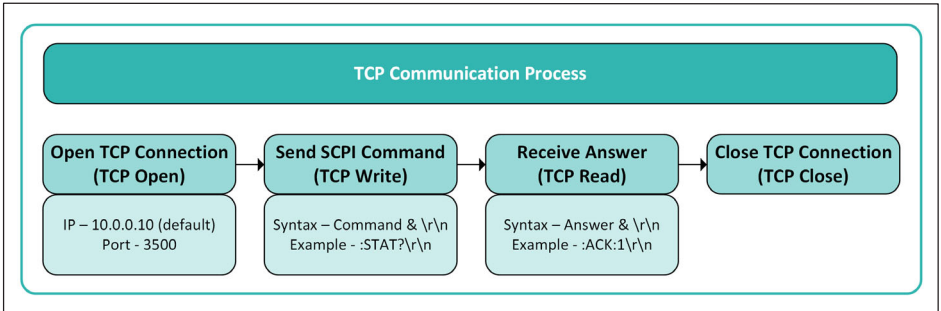 TCP Communication Process
Open TCP Connection
(TCP Open)
IP – 10.0.0.10 (default)
Port - 3500
Send SCPI Command
(TCP Write)
Syntax – Command & \r\n
Example - :STAT?\r\n
Receive Answer
(TCP Read)
Syntax – Answer & \r\n
Example - :ACK:1\r\n
Close TCP Connection
(TCP Close)